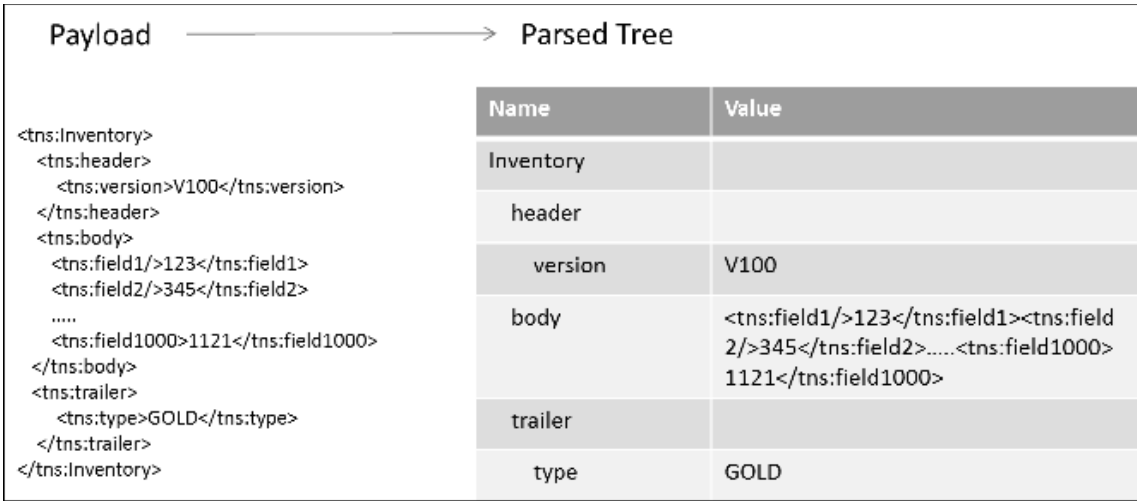 Payload
Parsed Tree
<tns:Inventory>
<tns:header>
<tns:version>V100</tns:version>
</tns:header>
<tns:body>
<tns:field1/>123</tns:field1>
<tns:field2/>345</tns:field2>
.....
<tns:field1000>1121</tns:field1000>
</tns:body>
<tns:trailer>
<tns:type>GOLD</tns:type>
</tns:trailer>
</tns:Inventory>
Name Value
Inventory
header
version V100
body <tns:field1/>123</tns:field1><tns:field
2/>345</tns:field2>.....<tns:field1000>
1121</tns:field1000>
trailer
type GOLD